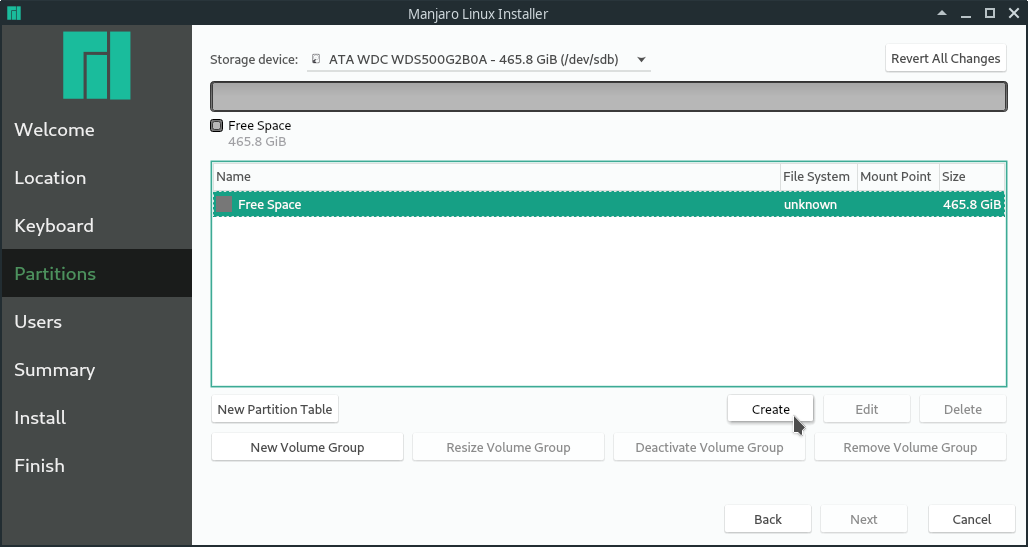 Manjaro Linux Installer
Welcome
Location
Keyboard
Partitions
Users
Summary
Install
Finish
Storage device: ATA WDC WDS500G2B0A - 465.8 GiB (/dev/sdb) Revert All Changes
Free Space
465.8 GiB
Name File System Mount Point Size
Free Space unknown 465.8 GiB
New Partition Table Create Edit Delete
New Volume Group Resize Volume Group Deactivate Volume Group Remove Volume Group
Back Next Cancel